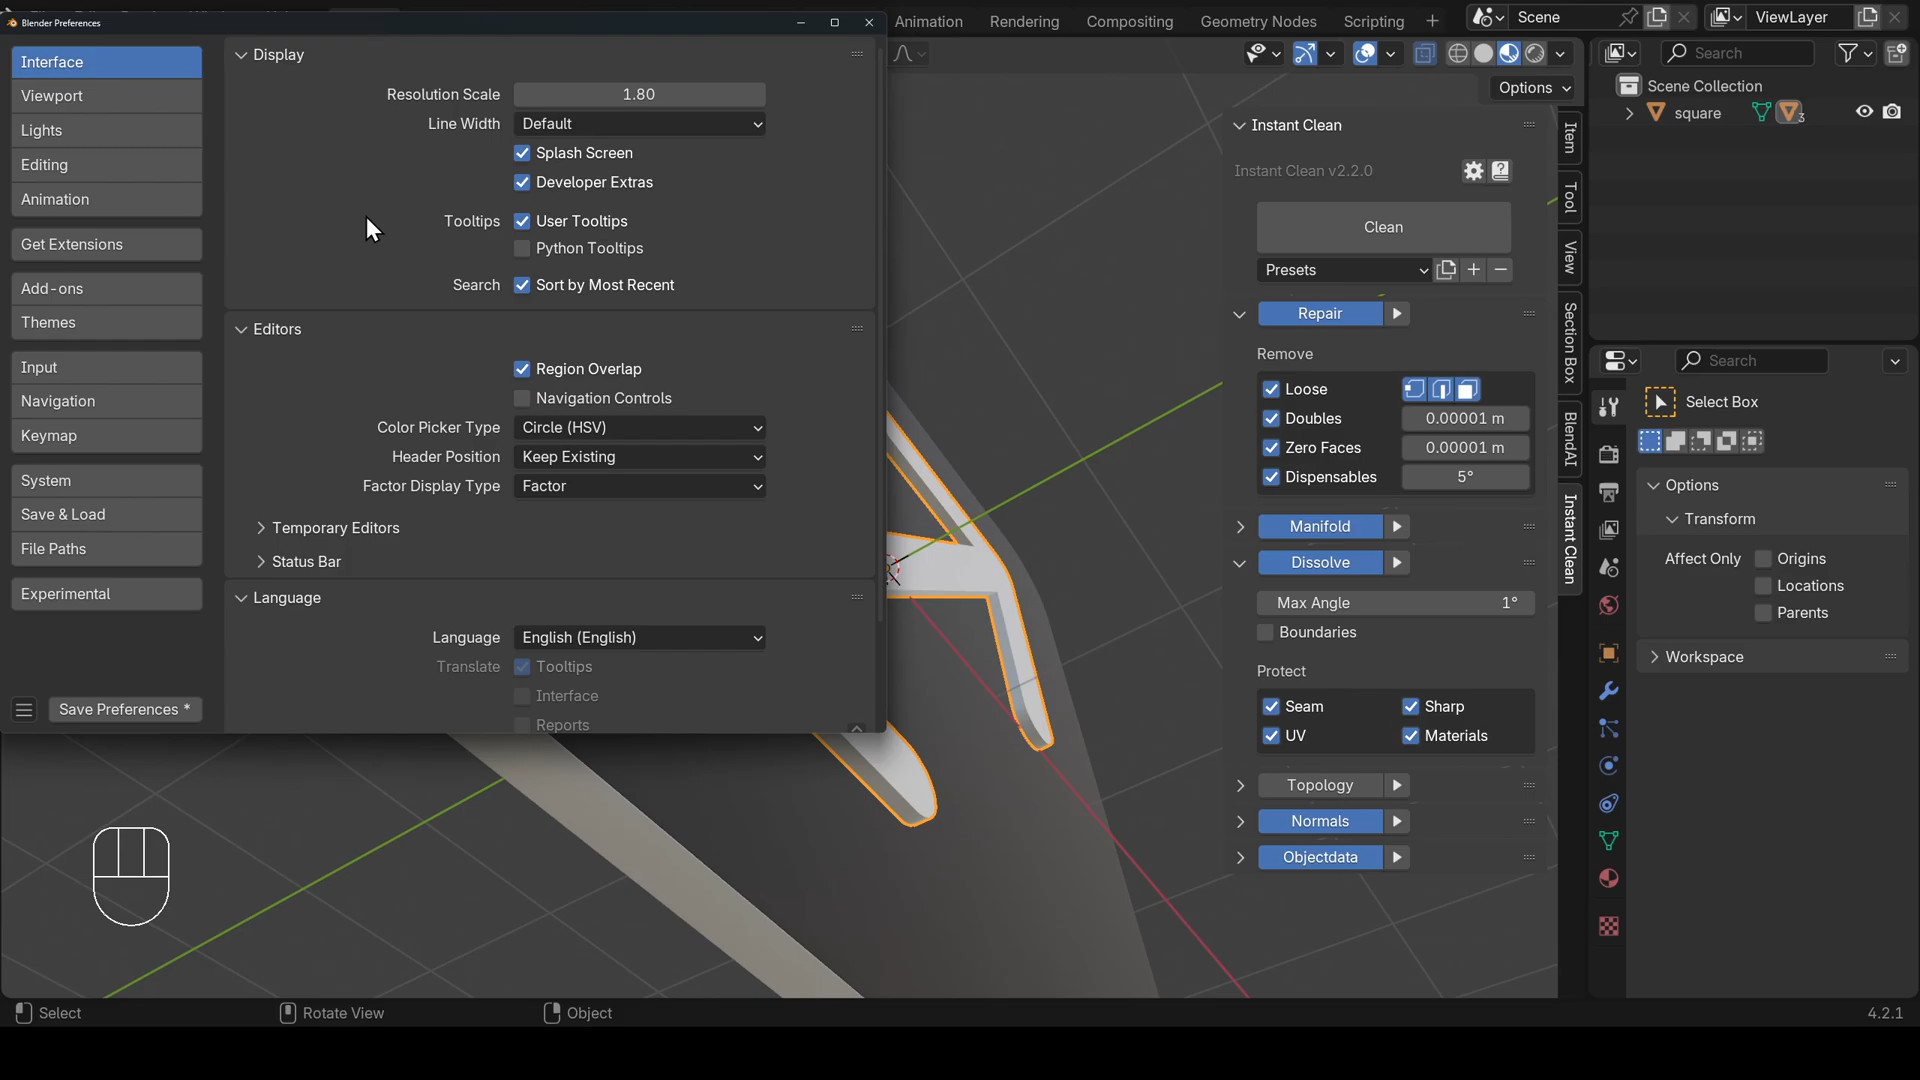 Blender Preferences
Animation Rendering Compositing Geometry Nodes Scripting
Scene
ViewLayer
Interface
Viewport
Lights
Editing
Animation
Get Extensions
Add-ons
Themes
Input
Navigation
Keymap
System
Save & Load
File Paths
Experimental
Save Preferences *
Display
Resolution Scale 1.80
Line Width Default
Splash Screen
Developer Extras
Tooltips User Tooltips
Python Tooltips
Search Sort by Most Recent
Editors
Region Overlap
Navigation Controls
Color Picker Type Circle (HSV)
Header Position Keep Existing
Factor Display Type Factor
Temporary Editors
Status Bar
Language
Language English (English)
Translate Tooltips
Interface
Reports
Options
Instant Clean
Instant Clean v2.2.0
Clean
Presets
Repair
Remove
Loose
Doubles 0.00001 m
Zero Faces 0.00001 m
Dispensables 5°
Manifold
Dissolve
Max Angle 1°
Boundaries
Protect
Seam Sharp
UV Materials
Topology
Normals
Objectdata
Item
Tool
View
Section Box
BlendAI
Instant Clean
Search
Scene Collection
square 3
Search
Select Box
Options
Transform
Affect Only Origins
Locations
Parents
Workspace
Select Rotate View Object 4.2.1